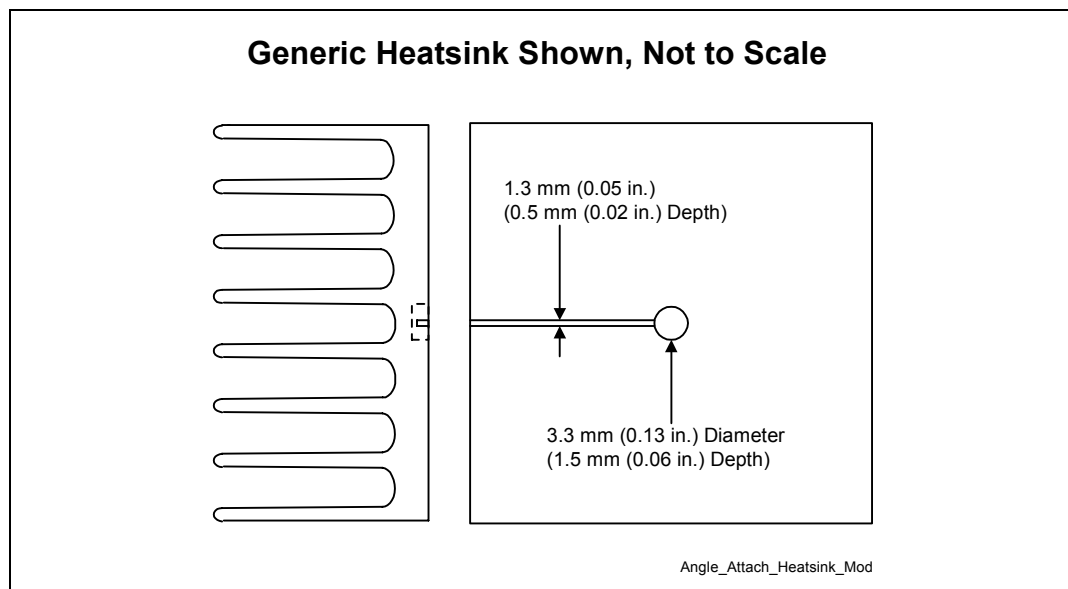 Generic Heatsink Shown, Not to Scale
1.3 mm (0.05 in.)
(0.5 mm (0.02 in.) Depth)
3.3 mm (0.13 in.) Diameter
(1.5 mm (0.06 in.) Depth)
Angle_Attach_Heatsink_Mod